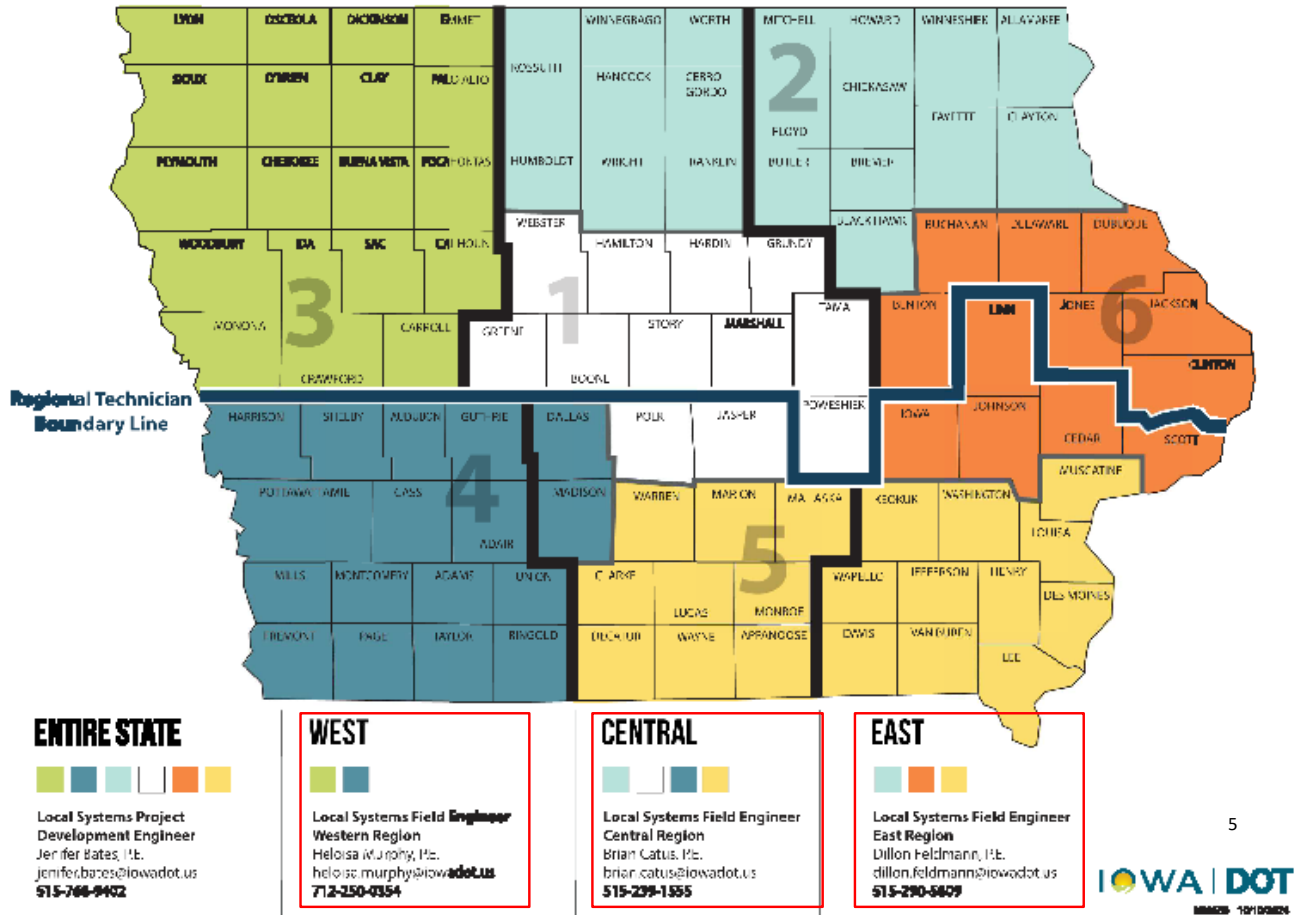 LYON OSCEOLA DICKINSON EMMET WINNEBAGO WORTH MITCHELL HOWARD WINNESHIEK ALLAMAKEE
SIOUX O'BRIEN CLAY PALO ALTO HANCOCK CERRO GORDO 2 CHICKASAW
FLOYD FAYETTE CLAYTON
PLYMOUTH CHEROKEE BUENA VISTA POCAHONTAS HUMBOLDT WRIGHT BUTLER BREMER
WEBSTER BLACK HAWK BUCHANAN DELAWARE DUBUQUE
WOODBURY IDA SAC CALHOUN HAMILTON HARDIN GRUNDY
3 1 TAMA BENTON LINN JONES 6 JACKSON
MONONA CARROLL GREENE STORY MARSHALL
CRAWFORD BOONE CLINTON
Regional Technician
Boundary Line
HARRISON SHELBY AUDUBON GUTHRIE DALLAS POLK JASPER POWESHIEK IOWA JOHNSON
CEDAR SCOTT
4 MUSCATINE
POTTAWATTAMIE CASS MADISON WARREN MARION MAHASKA KEOKUK WASHINGTON
ADAIR 5 LOUISA
MILLS MONTGOMERY ADAMS UNION CLARKE WAPELLO JEFFERSON HENRY
LUCAS MONROE DES MOINES
FREMONT PAGE TAYLOR RINGGOLD DECATUR WAYNE APPANOOSE DAVIS VAN BUREN
LEE
ENTIRE STATE
Local Systems Project
Development Engineer
Jenifer Bates, P.E.
jenifer.bates@iowadot.us
WEST
Local Systems Field Engineer
Western Region
Heloisa Murphy, P.E.
heloisa.murphy@iowadot.us
712-250-0354
CENTRAL
Local Systems Field Engineer
Central Region
Brian Catus, P.E.
brian.catus@iowadot.us
515-239-1555
EAST
Local Systems Field Engineer
East Region
Dillon Feldmann, P.E.
dillon.feldmann@iowadot.us
5
IOWA | DOT